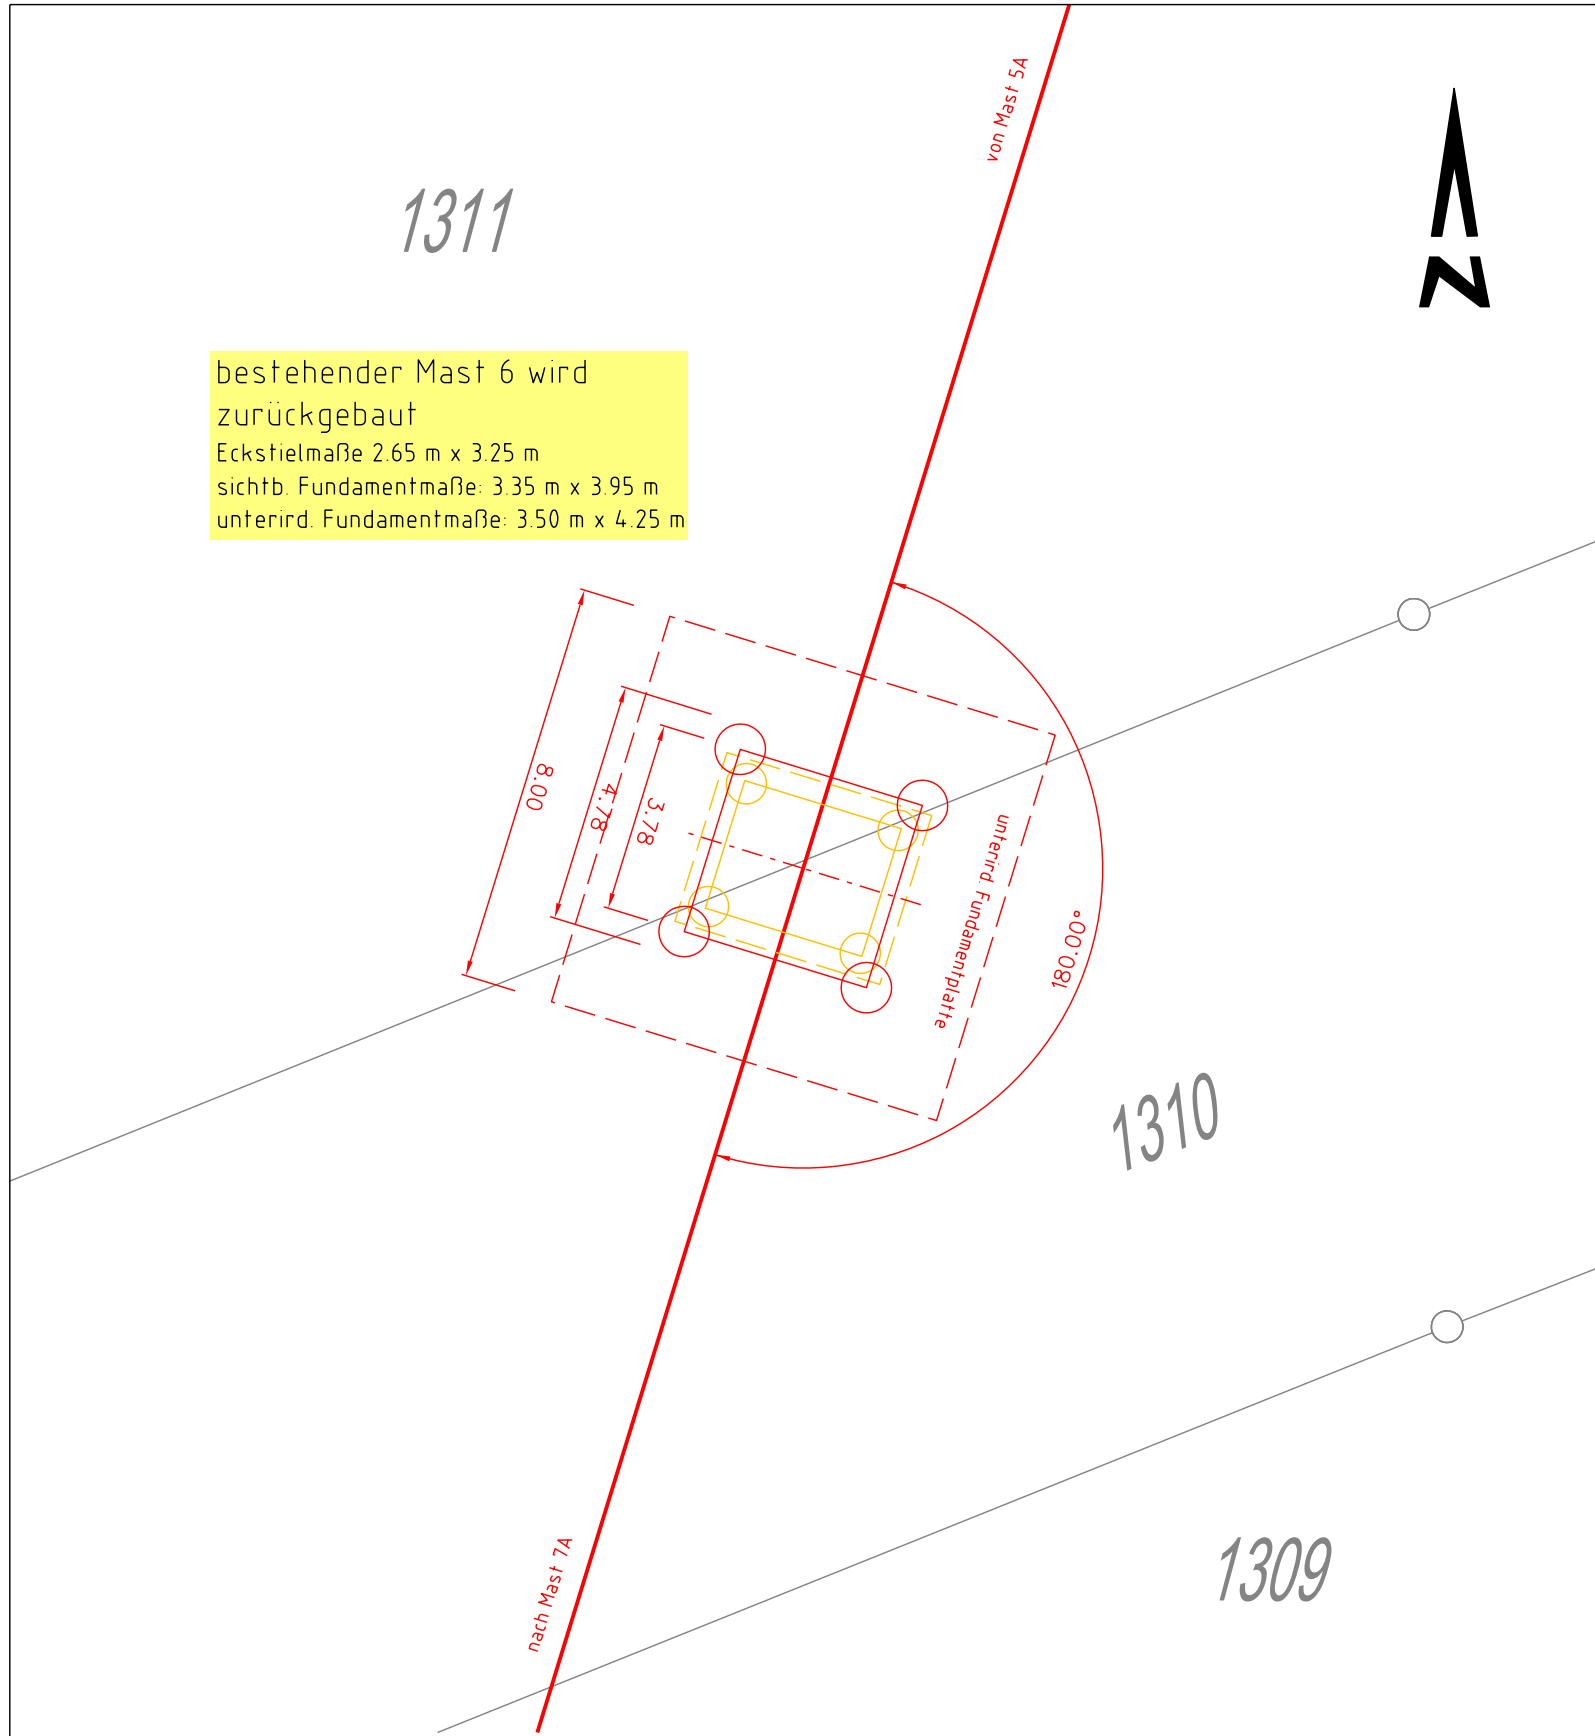 von Mast 5A
N
1311
bestehender Mast 6 wird
zurückgebaut
Eckstielmaße 2.65 m x 3.25 m
sichtb. Fundamentmaße: 3.35 m x 3.95 m
unterird. Fundamentmaße: 3.50 m x 4.25 m
8.00
4.78
3.78
unterird. Fundamentplatte
180.00°
1310
1309
nach Mast 7A